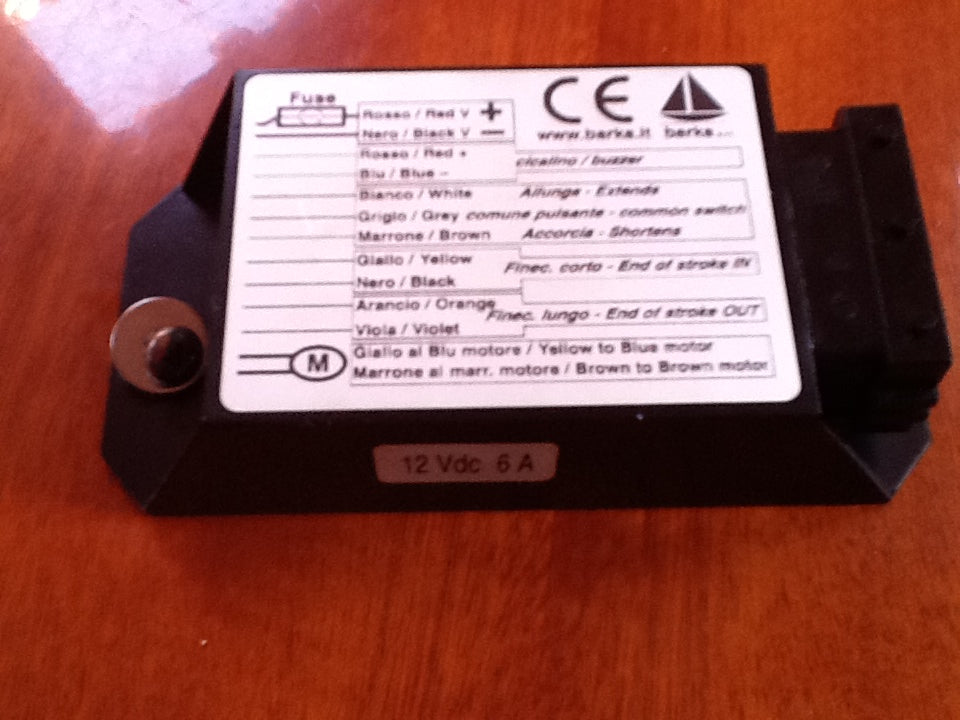 Fuse
Rosso / Red V +
Nero / Black V -
CE
www.berka.it berka
Rosso / Red +
cicalino / buzzer
Blu / Blue -
Bianco / White Allunga - Extends
Grigio / Grey comune pulsante - common switch
Marrone / Brown Accorcia - Shortens
Giallo / Yellow
Finec. corto - End of stroke IN
Nero / Black
Arancio / Orange
Finec. lungo - End of stroke OUT
Viola / Violet
M
Giallo al Blu motore / Yellow to Blue motor
Marrone al marr. motore / Brown to Brown motor
12 Vdc 6 A